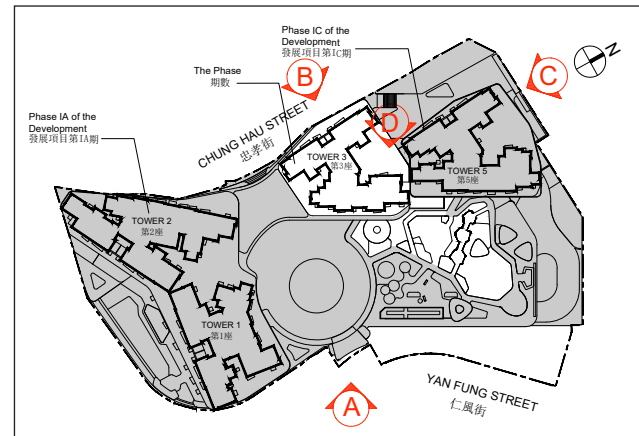 Phase IC of the
Development
發展項目第IC期
B
C
N
The Phase
期數
Phase IA of the
Development
發展項目第IA期
CHUNG HAU STREET
忠孝街
D
TOWER 3
第3座
TOWER 5
第5座
TOWER 2
第2座
TOWER 1
第1座
A
YAN FUNG STREET
仁風街